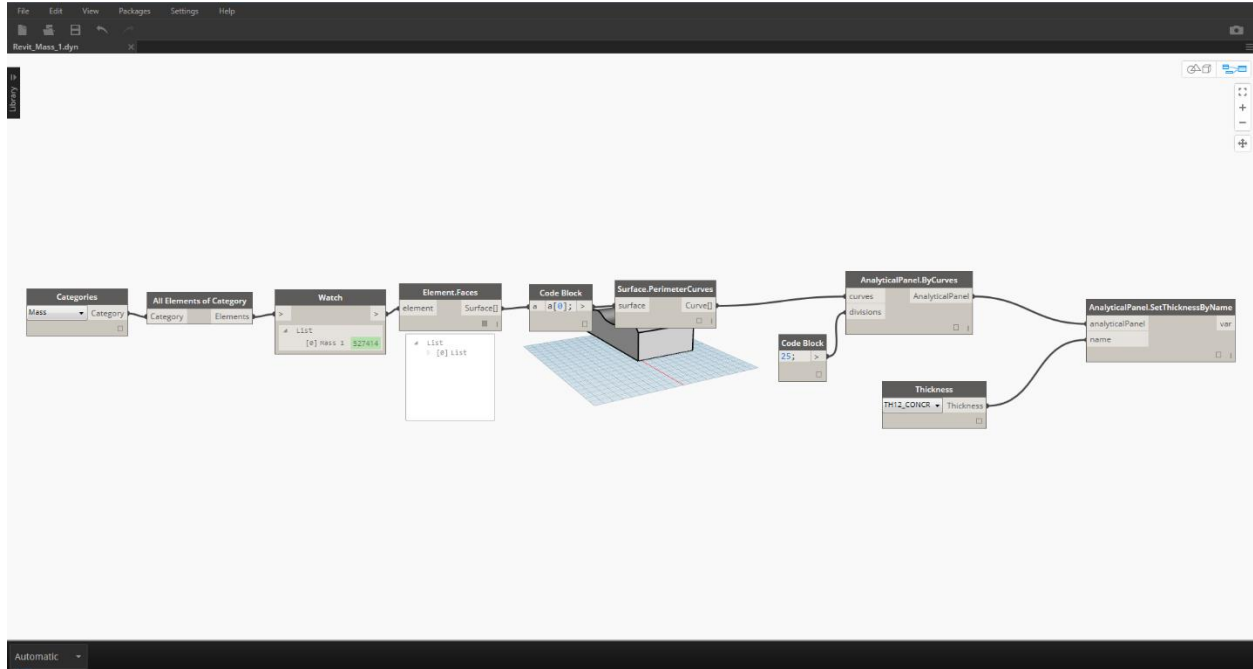 File Edit View Packages Settings Help
Revit_Mass_1.dyn
Library
Categories
Mass Category
All Elements of Category
Category Elements
Watch
> >
List
[0] Mass 1 527414
Element.Faces
element Surface[]
List
[0] List
Code Block
a a[0]; >
Surface.PerimeterCurves
surface Curve[]
Code Block
25; >
AnalyticalPanel.ByCurves
curves AnalyticalPanel
divisions
Thickness
TH12_CONCR Thickness
AnalyticalPanel.SetThicknessByName
analyticalPanel var
name
Automatic